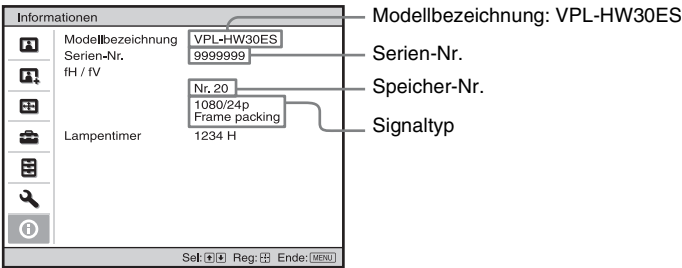 Informationen
Modellbezeichnung VPL-HW30ES
Serien-Nr. 9999999
fH / fV
Nr. 20
1080/24p
Frame packing
Lampentimer 1234 H
Sel: Reg: Ende: MENU
Modellbezeichnung: VPL-HW30ES
Serien-Nr.
Speicher-Nr.
Signaltyp